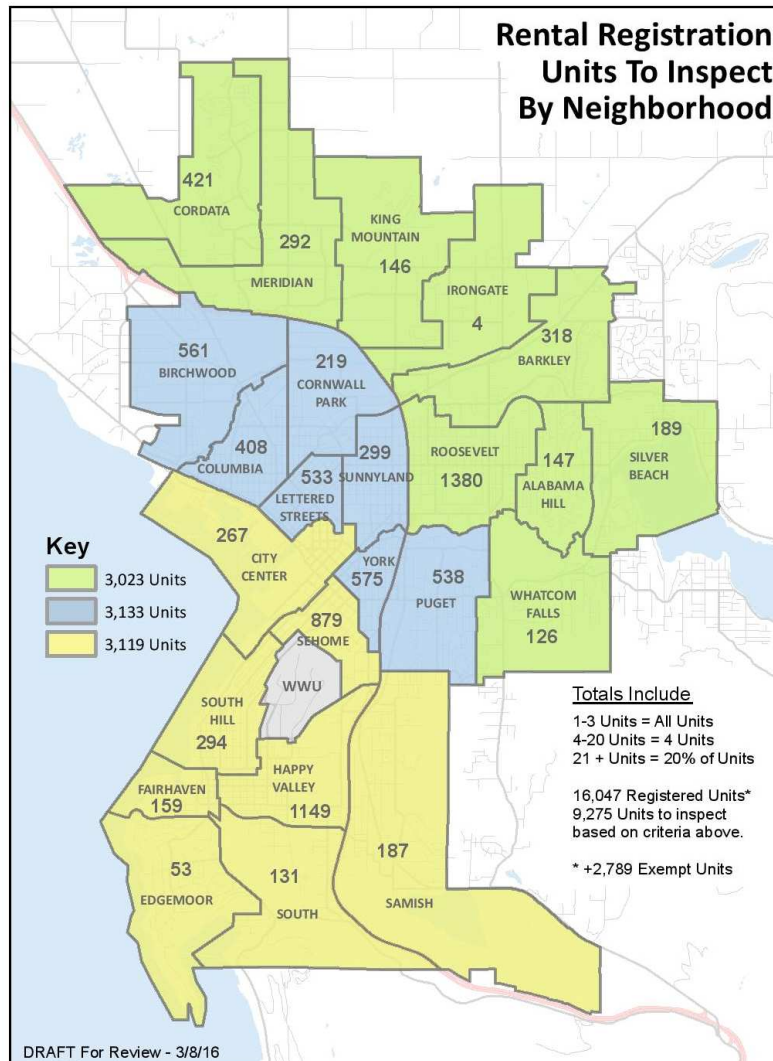 Rental Registration
Units To Inspect
By Neighborhood
421
CORDATA
292
MERIDIAN
KING
MOUNTAIN
146
IRONGATE
4
318
BARKLEY
561
BIRCHWOOD
219
CORNWALL
PARK
408
COLUMBIA
533
LETTERED
STREETS
299
SUNNYLAND
ROOSEVELT
1380
147
ALABAMA
HILL
189
SILVER
BEACH
267
CITY
CENTER
YORK
575
538
PUGET
WHATCOM
FALLS
126
879
SEHOME
WWU
SOUTH
HILL
294
HAPPY
VALLEY
1149
FAIRHAVEN
159
53
EDGEMOOR
131
SOUTH
187
SAMISH
Key
3,023 Units
3,133 Units
3,119 Units
Totals Include
1-3 Units = All Units
4-20 Units = 4 Units
21 + Units = 20% of Units
16,047 Registered Units*
9,275 Units to inspect
based on criteria above.
* +2,789 Exempt Units
DRAFT For Review - 3/8/16